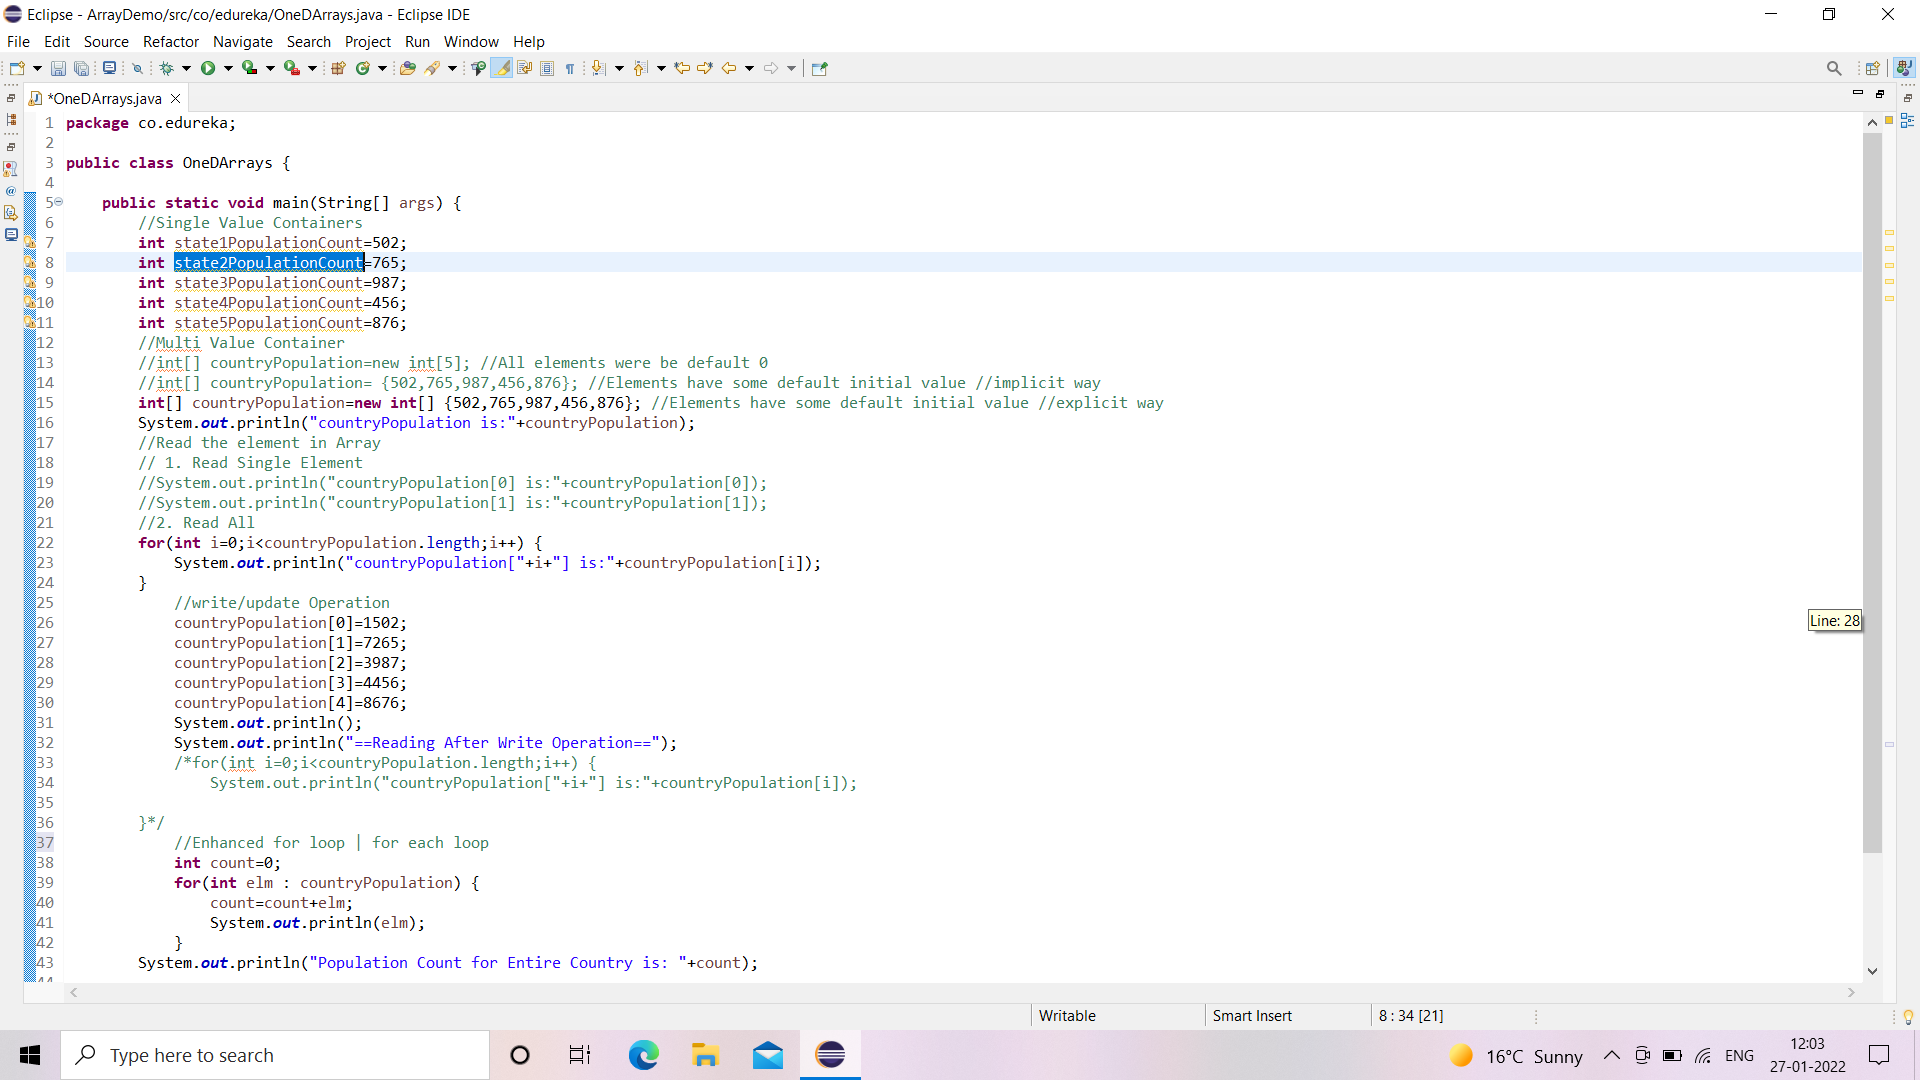 Eclipse - ArrayDemo/src/co/edureka/OneDArrays.java - Eclipse IDE
File Edit Source Refactor Navigate Search Project Run Window Help
*OneDArrays.java
1 package co.edureka;
2
3 public class OneDArrays {
4
5 public static void main(String[] args) {
6 //Single Value Containers
7 int state1PopulationCount=502;
8 int state2PopulationCount=765;
9 int state3PopulationCount=987;
10 int state4PopulationCount=456;
11 int state5PopulationCount=876;
12 //Multi Value Container
13 //int[] countryPopulation=new int[5]; //All elements were be default 0
14 //int[] countryPopulation= {502,765,987,456,876}; //Elements have some default initial value //implicit way
15 int[] countryPopulation=new int[] {502,765,987,456,876}; //Elements have some default initial value //explicit way
16 System.out.println("countryPopulation is:"+countryPopulation);
17 //Read the element in Array
18 // 1. Read Single Element
19 //System.out.println("countryPopulation[0] is:"+countryPopulation[0]);
20 //System.out.println("countryPopulation[1] is:"+countryPopulation[1]);
21 //2. Read All
22 for(int i=0;i<countryPopulation.length;i++) {
23 System.out.println("countryPopulation["+i+"] is:"+countryPopulation[i]);
24 }
25 //write/update Operation
26 countryPopulation[0]=1502;
27 countryPopulation[1]=7265;
28 countryPopulation[2]=3987;
29 countryPopulation[3]=4456;
30 countryPopulation[4]=8676;
31 System.out.println();
32 System.out.println("==Reading After Write Operation==");
33 /*for(int i=0;i<countryPopulation.length;i++) {
34 System.out.println("countryPopulation["+i+"] is:"+countryPopulation[i]);
35
36 }*/
37 //Enhanced for loop | for each loop
38 int count=0;
39 for(int elm : countryPopulation) {
40 count=count+elm;
41 System.out.println(elm);
42 }
43 System.out.println("Population Count for Entire Country is: "+count);
44
Line: 28
Writable Smart Insert 8 : 34 [21]
Type here to search
16°C Sunny ENG
12:03
27-01-2022